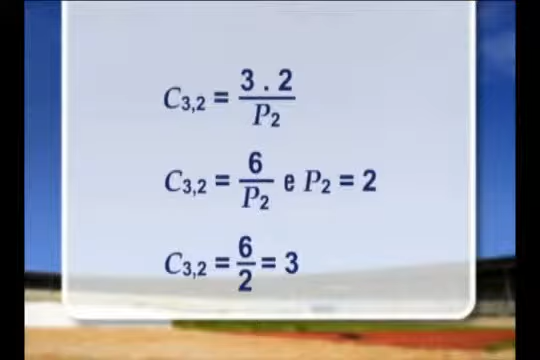 C3,2 = 3 . 2 / P2
C3,2 = 6 / P2 e P2 = 2
C3,2 = 6 / 2 = 3